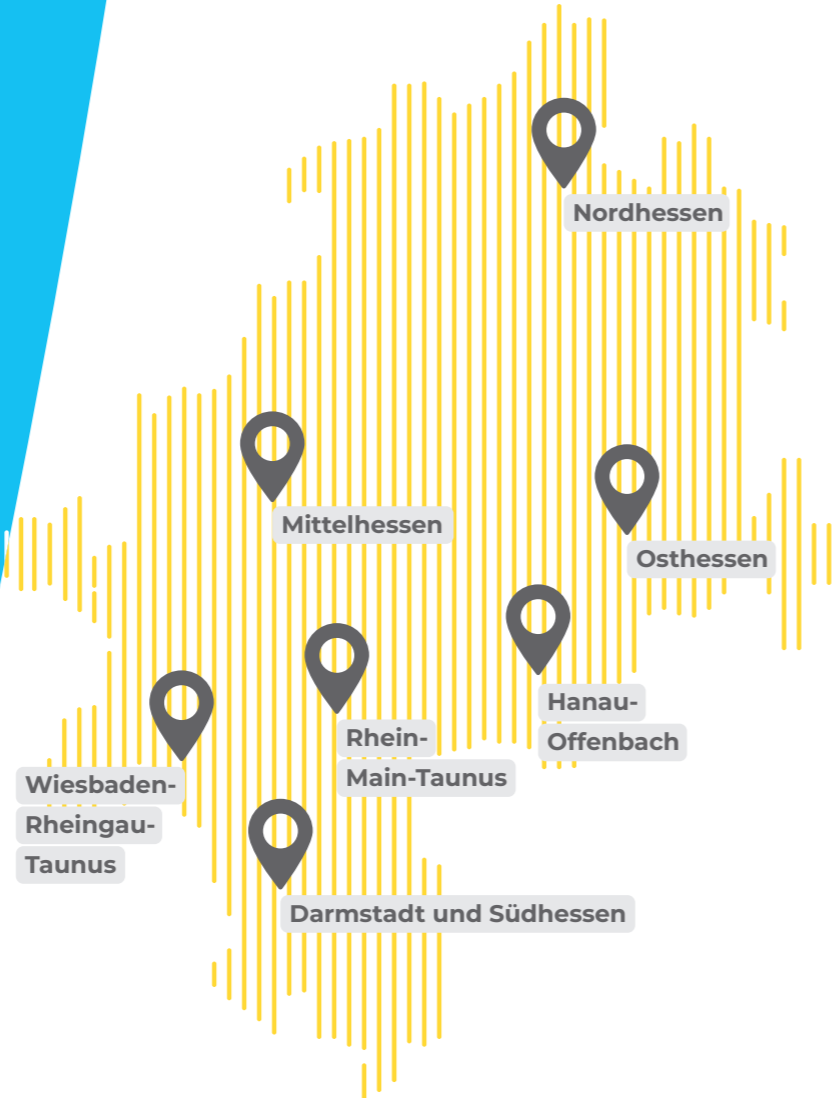 Nordhessen
Mittelhessen
Osthessen
Hanau-
Offenbach
Rhein-
Main-Taunus
Wiesbaden-
Rheingau-
Taunus
Darmstadt und Südhessen